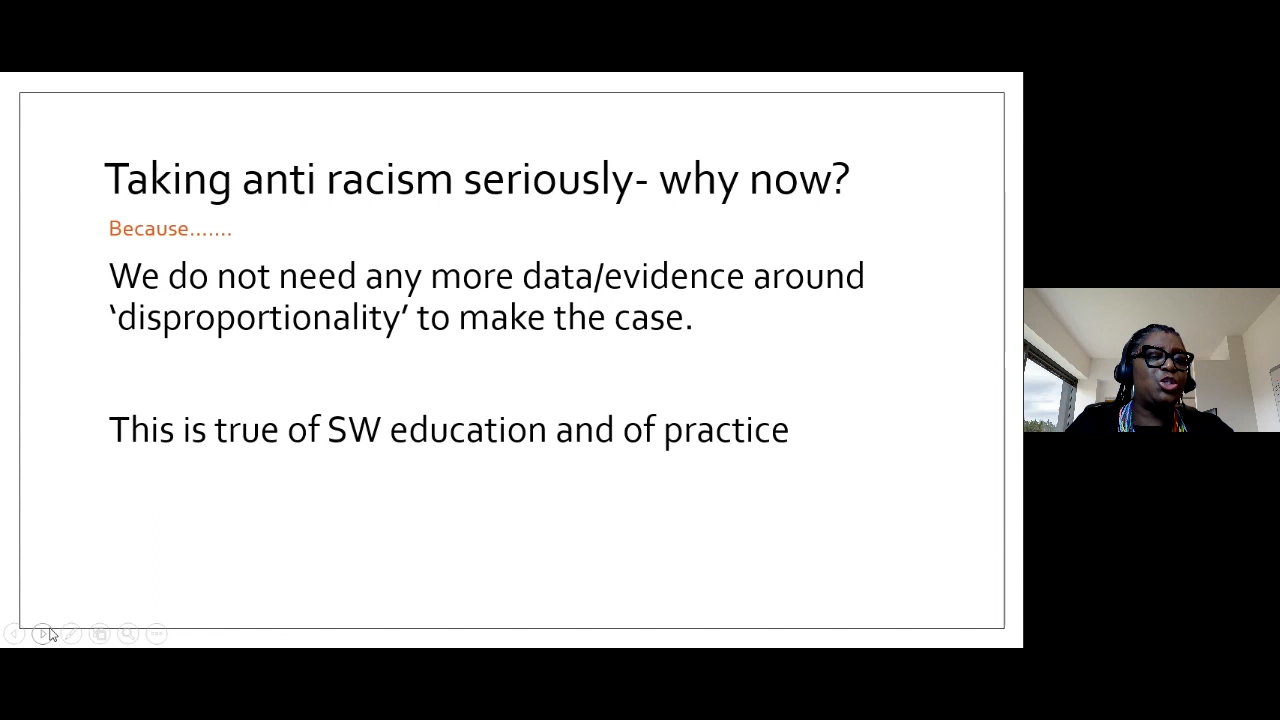 Taking anti racism seriously- why now?
Because.......
We do not need any more data/evidence around
‘disproportionality’ to make the case.
This is true of SW education and of practice